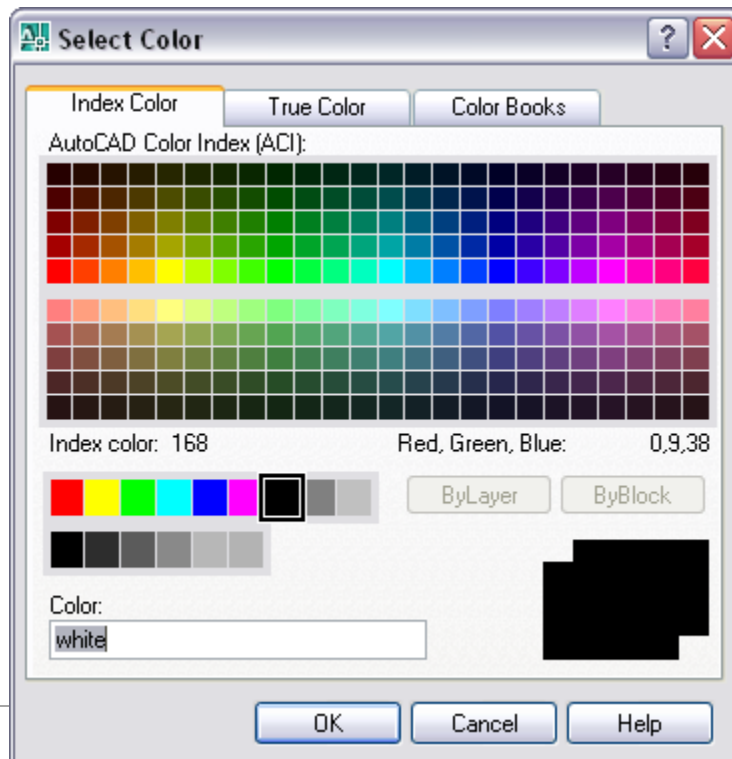 Select Color
Index Color True Color Color Books
AutoCAD Color Index (ACI):
Index color: 168 Red, Green, Blue: 0,9,38
ByLayer ByBlock
Color:
white
OK Cancel Help